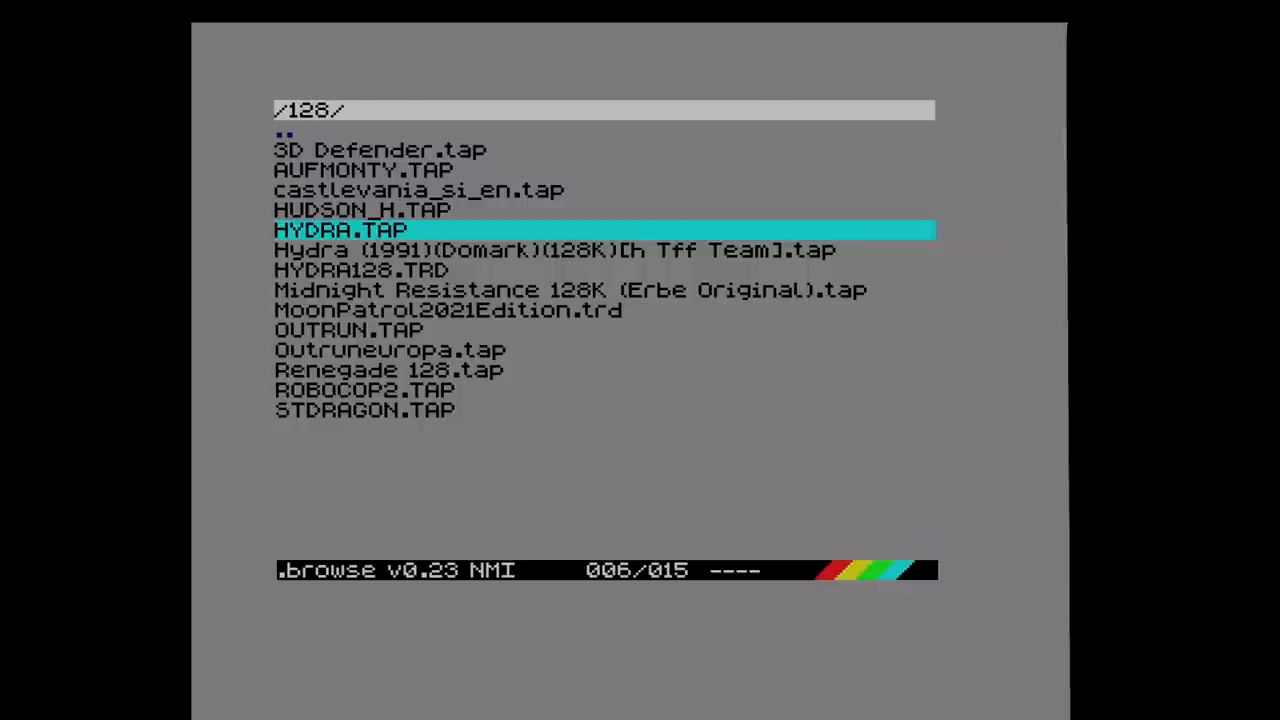 /128/
..
3D Defender.tap
AUFMONTY.TAP
castlevania_si_en.tap
HUDSON_H.TAP
HYDRA.TAP
Hydra (1991)(Domark)(128K)[h Tff Team].tap
HYDRA128.TRD
Midnight Resistance 128K (Erbe Original).tap
MoonPatrol2021Edition.trd
OUTRUN.TAP
Outruneuropa.tap
Renegade 128.tap
ROBOCOP2.TAP
STDRAGON.TAP
.browse v0.23 NMI 006/015 ----